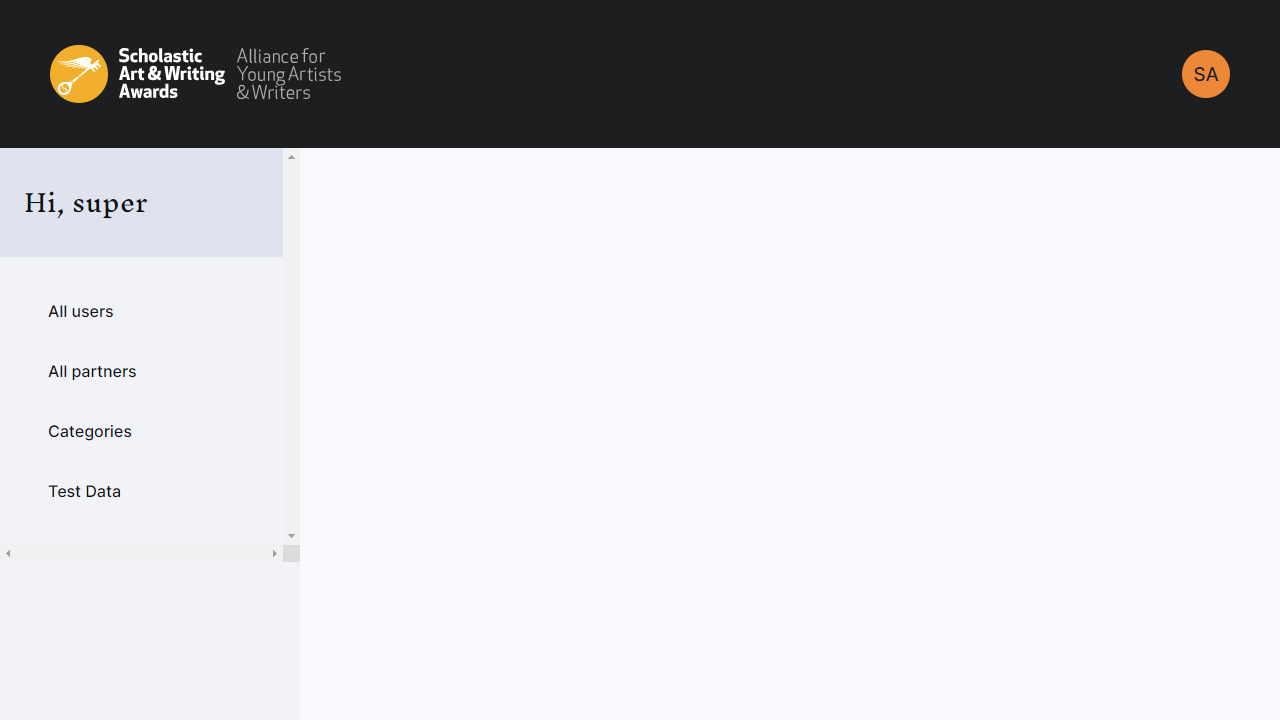 Scholastic
Art & Writing
Awards
Alliance for
Young Artists
& Writers
SA
Hi, super
All users
All partners
Categories
Test Data